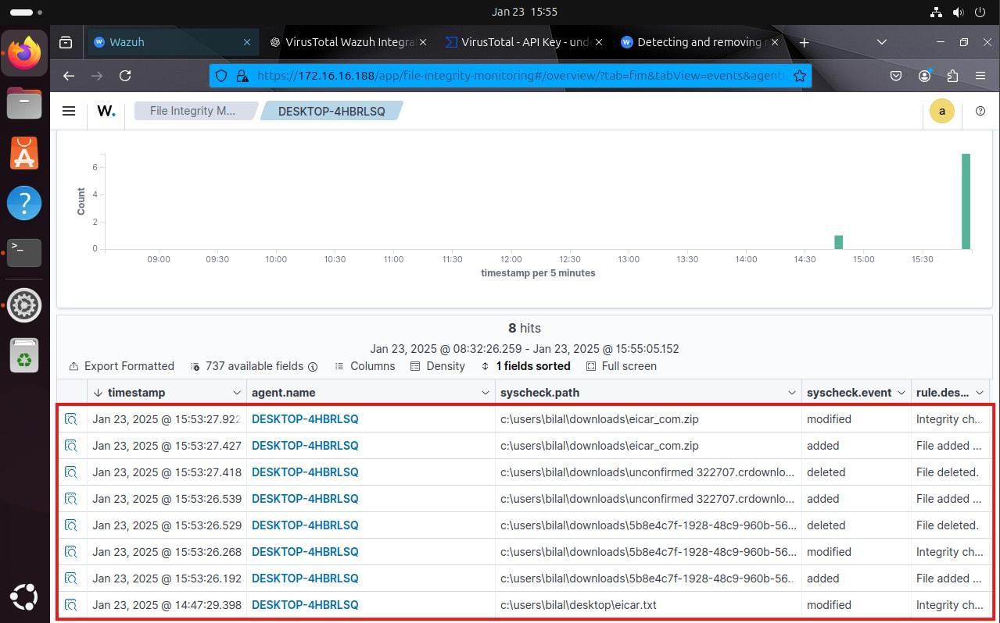 Jan 23 15:55
Wazuh
VirusTotal Wazuh Integra
VirusTotal - API Key - und
Detecting and removing
https://172.16.16.188/app/file-integrity-monitoring#/overview/?tab=fim&tabView=events&agentI
W. File Integrity M... DESKTOP-4HBRLSQ a
6
4
2
0
Count
09:00 09:30 10:00 10:30 11:00 11:30 12:00 12:30 13:00 13:30 14:00 14:30 15:00 15:30
timestamp per 5 minutes
8 hits
Jan 23, 2025 @ 08:32:26.259 - Jan 23, 2025 @ 15:55:05.152
Export Formatted 737 available fields Columns Density 1 fields sorted Full screen
timestamp agent.name syscheck.path syscheck.event rule.des...
Jan 23, 2025 @ 15:53:27.922 DESKTOP-4HBRLSQ c:\users\bilal\downloads\eicar_com.zip modified Integrity ch...
Jan 23, 2025 @ 15:53:27.427 DESKTOP-4HBRLSQ c:\users\bilal\downloads\eicar_com.zip added File added ...
Jan 23, 2025 @ 15:53:27.418 DESKTOP-4HBRLSQ c:\users\bilal\downloads\unconfirmed 322707.crdownlo... deleted File deleted.
Jan 23, 2025 @ 15:53:26.539 DESKTOP-4HBRLSQ c:\users\bilal\downloads\unconfirmed 322707.crdownlo... added File added ...
Jan 23, 2025 @ 15:53:26.529 DESKTOP-4HBRLSQ c:\users\bilal\downloads\5b8e4c7f-1928-48c9-960b-56... deleted File deleted.
Jan 23, 2025 @ 15:53:26.268 DESKTOP-4HBRLSQ c:\users\bilal\downloads\5b8e4c7f-1928-48c9-960b-56... modified Integrity ch...
Jan 23, 2025 @ 15:53:26.192 DESKTOP-4HBRLSQ c:\users\bilal\downloads\5b8e4c7f-1928-48c9-960b-56... added File added ...
Jan 23, 2025 @ 14:47:29.398 DESKTOP-4HBRLSQ c:\users\bilal\desktop\eicar.txt modified Integrity ch...